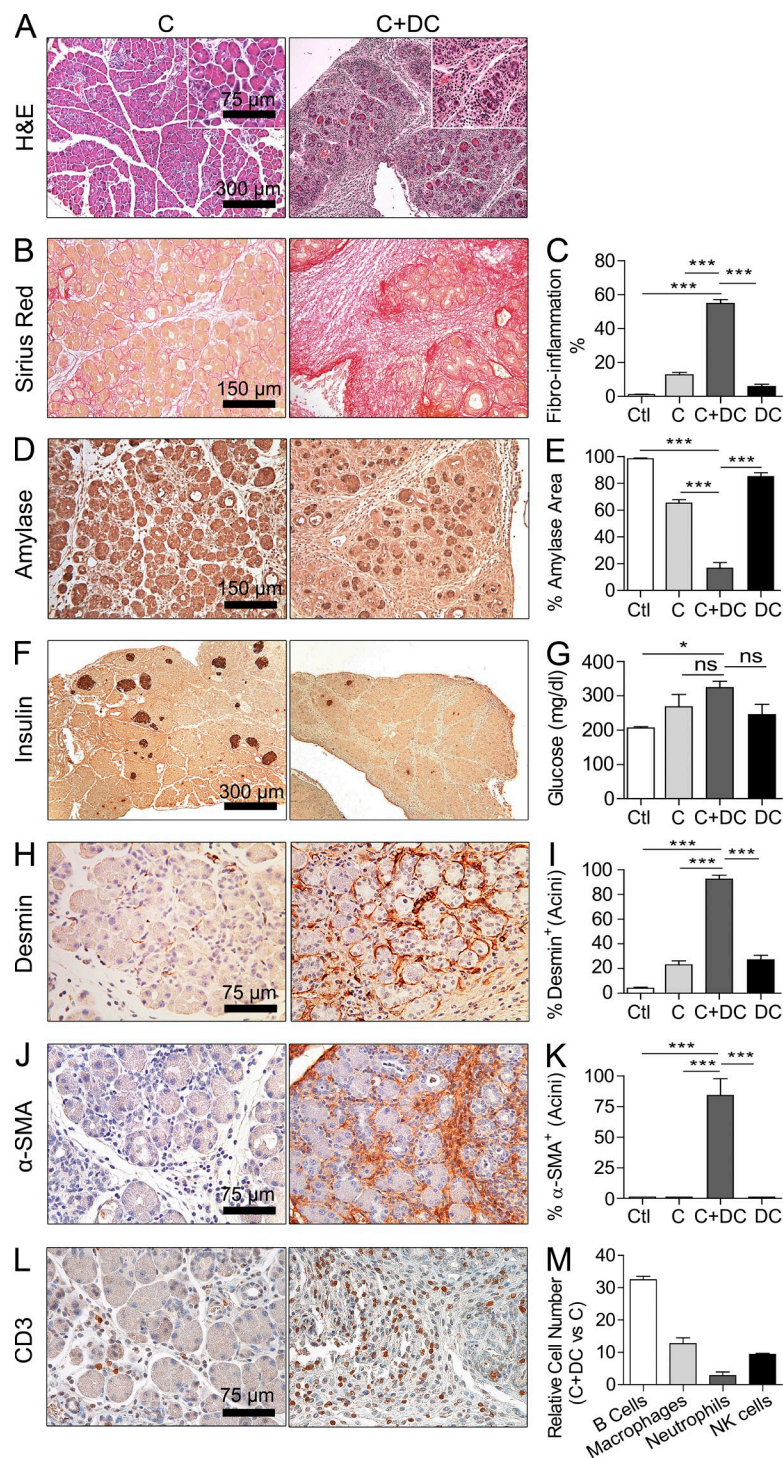 C C+DC
A
H&E
75 µm
300 µm
B
Sirius Red
150 µm
C
Fibro-inflammation
%
80
60
40
20
0
***
***
***
Ctl C C+DC DC
D
Amylase
150 µm
E
% Amylase Area
100
80
60
40
20
0
***
***
***
Ctl C C+DC DC
F
Insulin
300 µm
G
Glucose (mg/dl)
400
300
200
100
0
*
ns
ns
Ctl C C+DC DC
H
Desmin
75 µm
I
% Desmin⁺ (Acini)
100
80
60
40
20
0
***
***
***
Ctl C C+DC DC
J
α-SMA
75 µm
K
% α-SMA⁺ (Acini)
100
75
50
25
0
***
***
***
Ctl C C+DC DC
L
CD3
75 µm
M
Relative Cell Number
(C+DC vs C)
40
30
20
10
0
B Cells
Macrophages
Neutrophils
NK cells